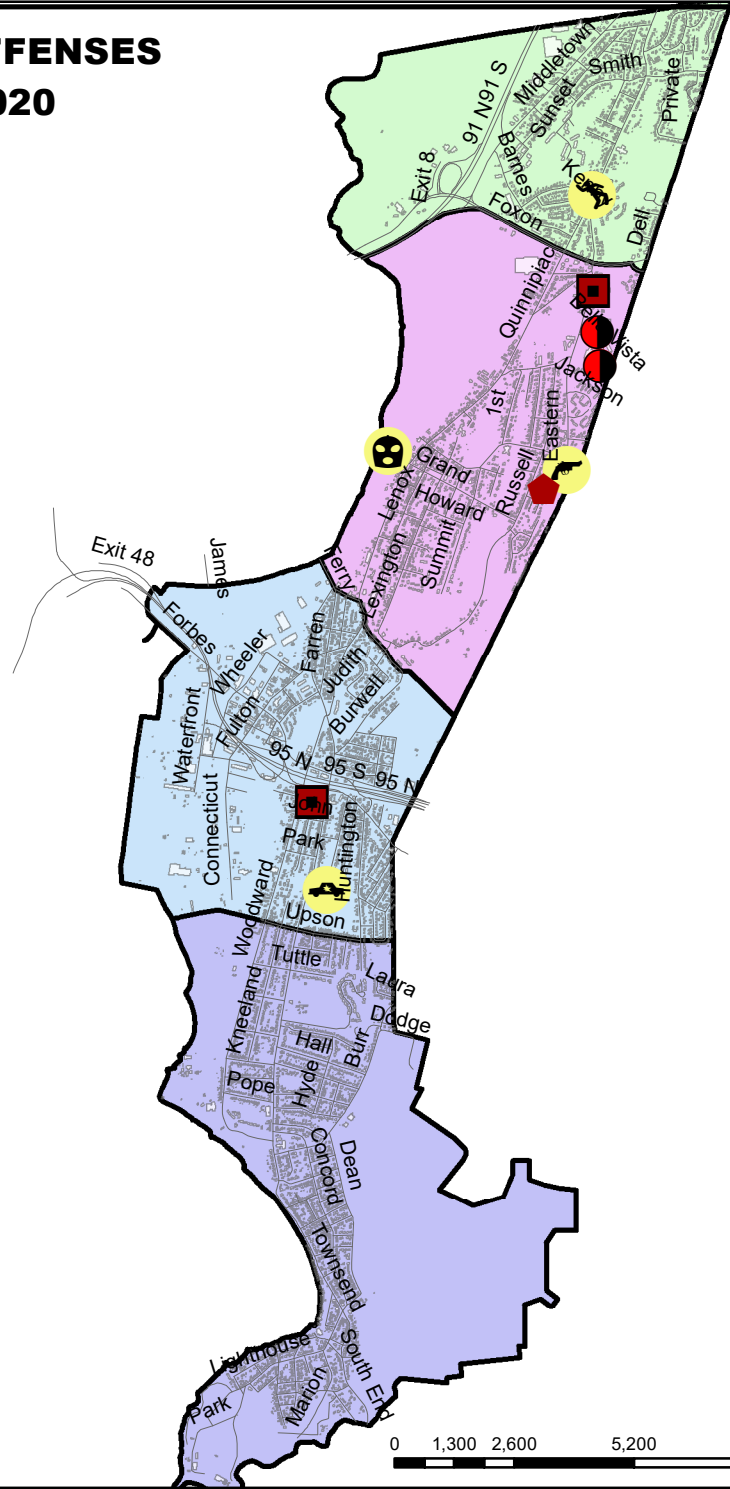 FFENSES
020
Middletown
Smith
Private
Sunset
91 N
91 S
Barnes
Exit 8
Foxon
Dell
Quinnipiac
Vista
Jackson
1st
Eastern
Grand
Russell
Lenox
Howard
Summit
Ferry
Lexington
Exit 48
James
Forbes
Wheeler
Farren
Judith
Fulton
Burwell
Waterfront
95 N
95 S
95 N
Connecticut
John
Park
Huntington
Woodward
Upson
Tuttle
Laura
Kneeland
Dodge
Hall
Burr
Pope
Hyde
Concord
Dean
Townsend
Lighthouse
South End
Park
Marion
0 1,300 2,600 5,200